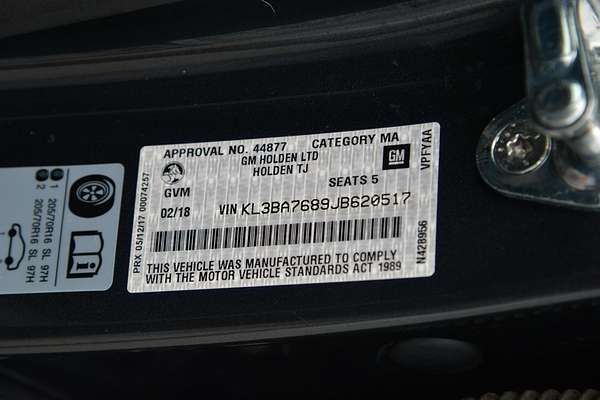 APPROVAL NO. 44877 CATEGORY MA
GM HOLDEN LTD
HOLDEN TJ
GM
GVM
SEATS 5
02/18 VIN KL3BA7689JB620517
THIS VEHICLE WAS MANUFACTURED TO COMPLY
WITH THE MOTOR VEHICLE STANDARDS ACT 1989
PRX 05/12/17 00074257
VPFYAA
N428956
1 205/70R16 SL 97H
2 205/70R16 SL 97H